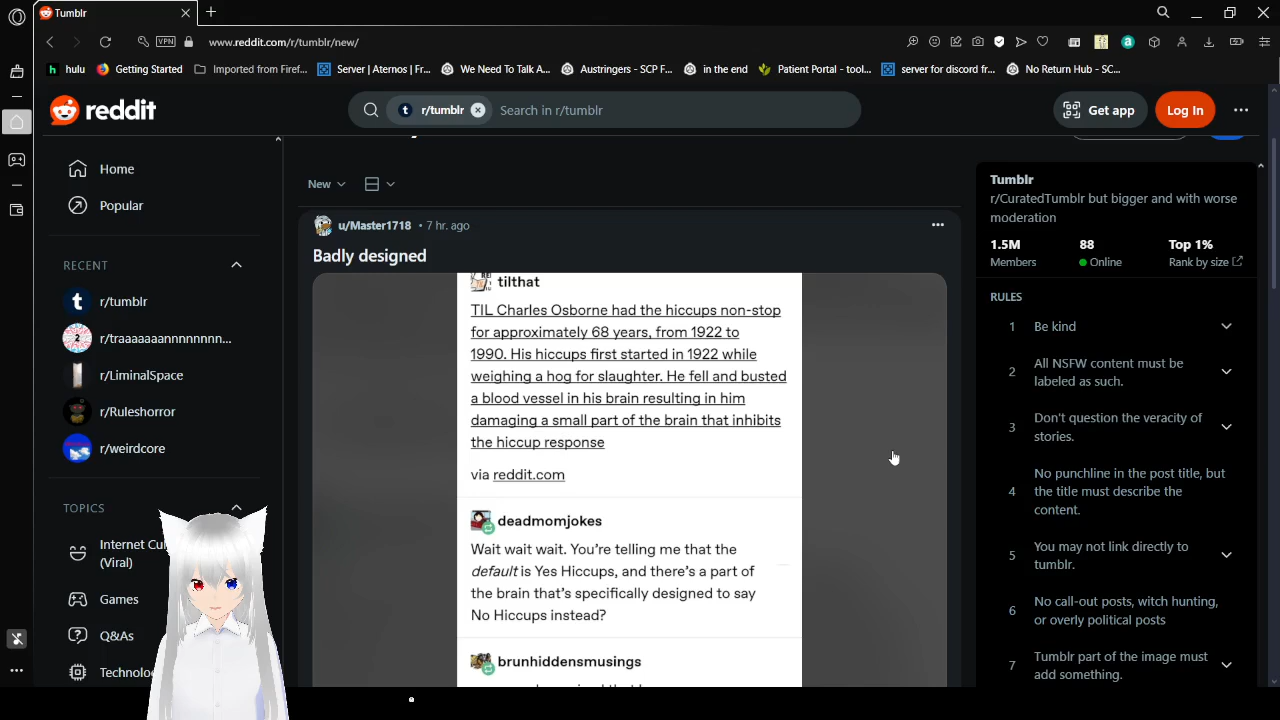 Tumblr
VPN
www.reddit.com/r/tumblr/new/
hulu
Getting Started
Imported from Firef...
Server | Aternos | Fr...
We Need To Talk A...
Austringers - SCP F...
in the end
Patient Portal - tool...
server for discord fr...
No Return Hub - SC...
reddit
r/tumblr
Search in r/tumblr
Get app
Log In
Home
Popular
RECENT
r/tumblr
r/traaaaaaannnnnnnn...
r/LiminalSpace
r/Ruleshorror
r/weirdcore
TOPICS
Internet Cul
(Viral)
Games
Q&As
Technolo
New
u/Master1718 • 7 hr. ago
Badly designed
tilthat
TIL Charles Osborne had the hiccups non-stop
for approximately 68 years, from 1922 to
1990. His hiccups first started in 1922 while
weighing a hog for slaughter. He fell and busted
a blood vessel in his brain resulting in him
damaging a small part of the brain that inhibits
the hiccup response
via reddit.com
deadmomjokes
Wait wait wait. You’re telling me that the
default is Yes Hiccups, and there’s a part of
the brain that’s specifically designed to say
No Hiccups instead?
brunhiddensmusings
Tumblr
r/CuratedTumblr but bigger and with worse
moderation
1.5M
Members
88
Online
Top 1%
Rank by size
RULES
1 Be kind
2 All NSFW content must be
labeled as such.
3 Don't question the veracity of
stories.
4 No punchline in the post title, but
the title must describe the
content.
5 You may not link directly to
tumblr.
6 No call-out posts, witch hunting,
or overly political posts
7 Tumblr part of the image must
add something.